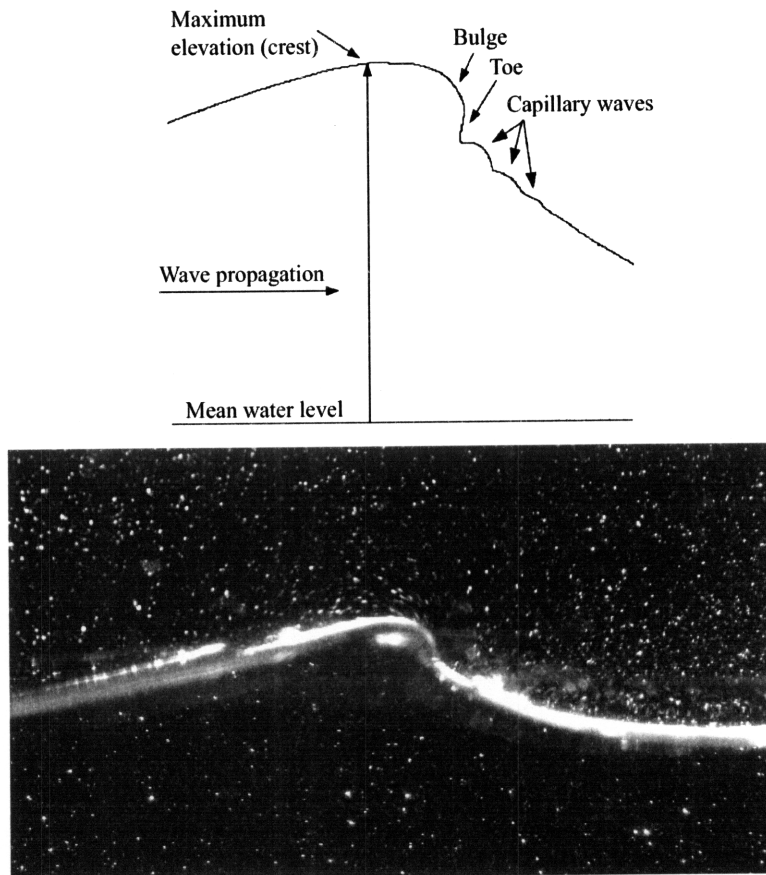 Maximum
elevation (crest)
Bulge
Toe
Capillary waves
Wave propagation
Mean water level